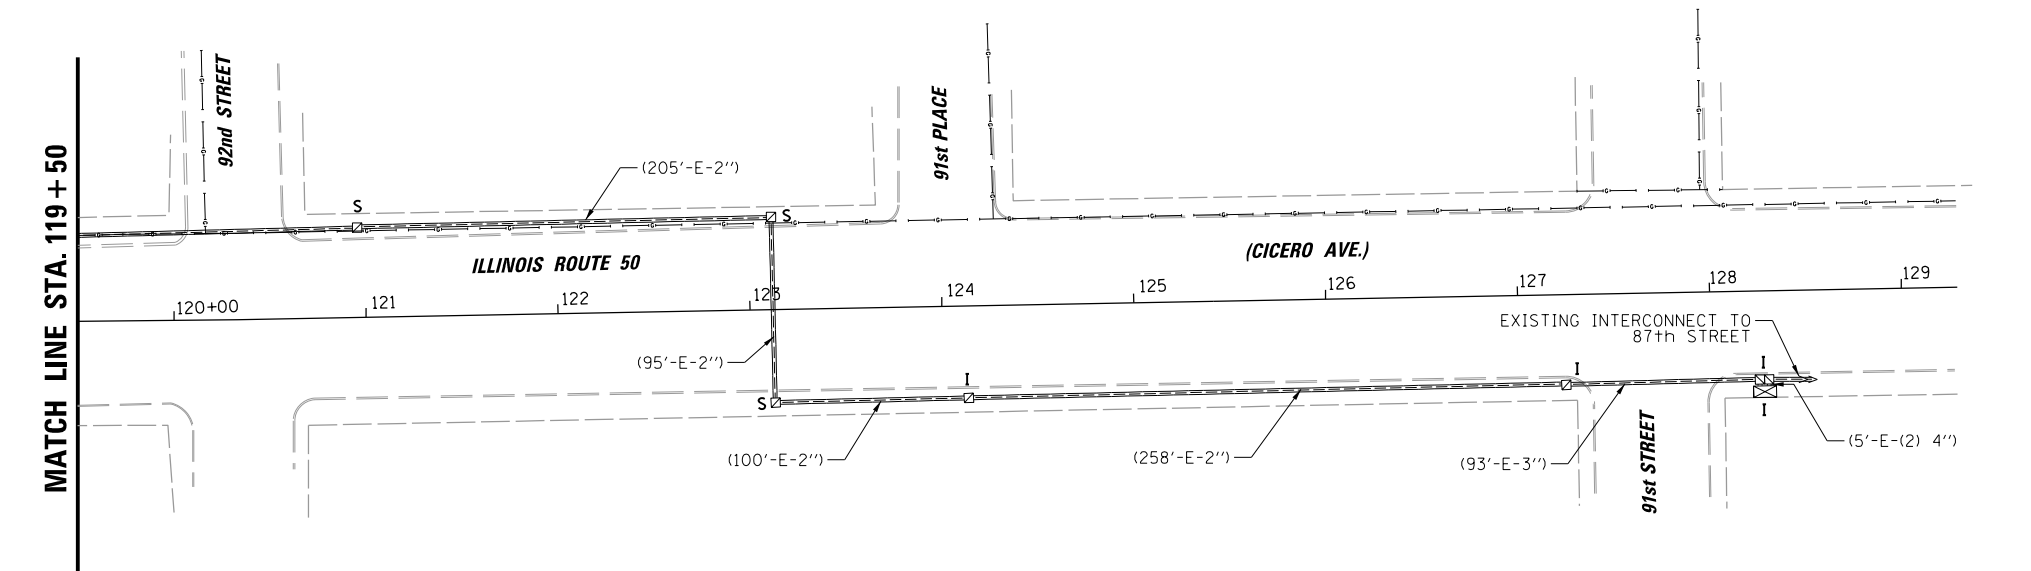 MATCH LINE STA. 119+50
92nd STREET
91st PLACE
(205'-E-2'')
S
S
ILLINOIS ROUTE 50
(CICERO AVE.)
120+00
121
122
123
124
125
126
127
128
129
EXISTING INTERCONNECT TO
87th STREET
(95'-E-2'')
S
I
I
I
I
(100'-E-2'')
(258'-E-2'')
(93'-E-3'')
(5'-E-(2) 4'')
91st STREET